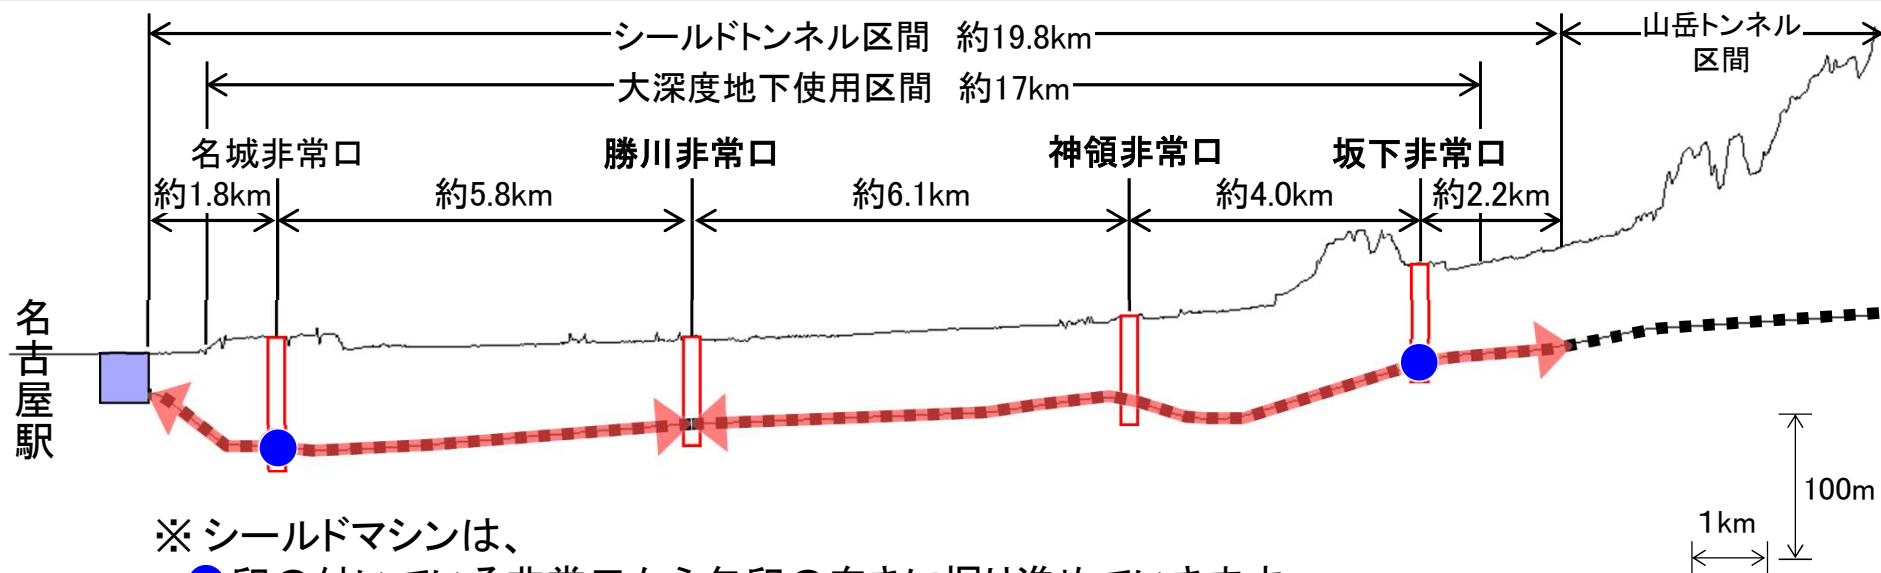 シールドトンネル区間 約19.8km
山岳トンネル
区間
大深度地下使用区間 約17km
名城非常口
勝川非常口
神領非常口
坂下非常口
約1.8km
約5.8km
約6.1km
約4.0km
約2.2km
名古屋駅
100m
1km
※ シールドマシンは、